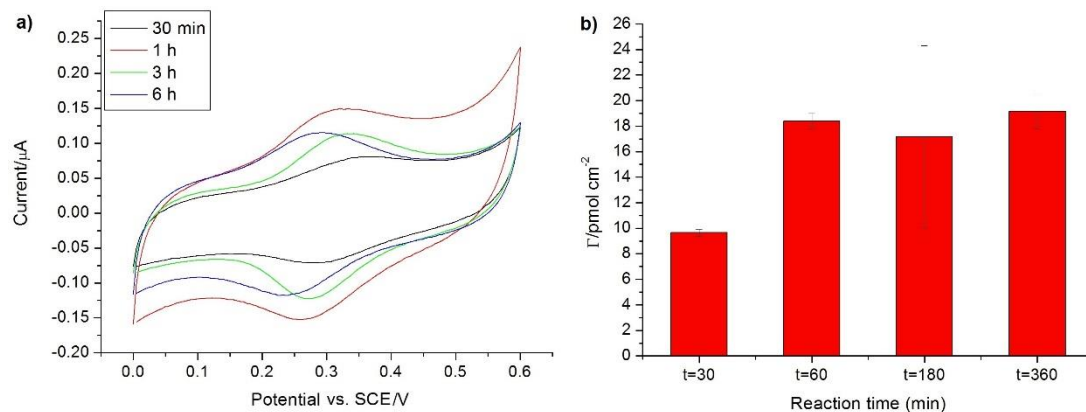 a)
30 min
1 h
3 h
6 h
0.25
0.20
0.15
0.10
0.05
0.00
-0.05
-0.10
-0.15
-0.20
Current/µA
0.0 0.1 0.2 0.3 0.4 0.5 0.6
Potential vs. SCE/V
b)
26
24
22
20
18
16
14
12
10
8
6
4
2
0
Γ/pmol cm⁻²
t=30 t=60 t=180 t=360
Reaction time (min)